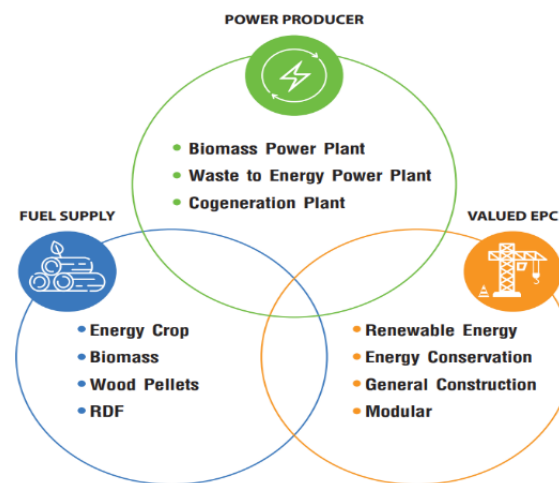 POWER PRODUCER
• Biomass Power Plant
• Waste to Energy Power Plant
• Cogeneration Plant
FUEL SUPPLY
• Energy Crop
• Biomass
• Wood Pellets
• RDF
VALUED EPC
• Renewable Energy
• Energy Conservation
• General Construction
• Modular